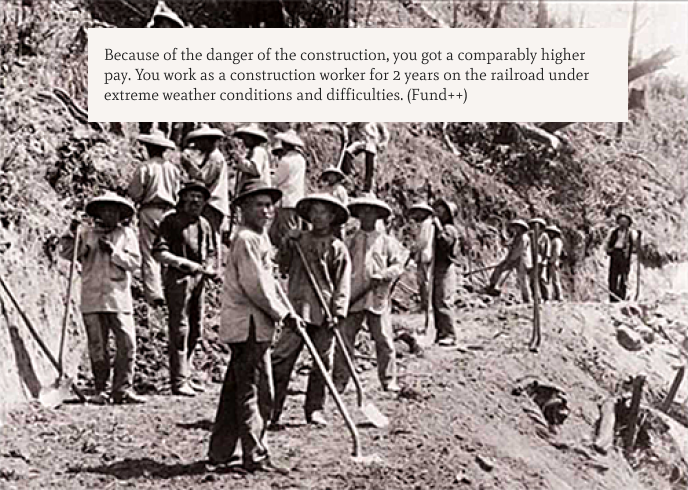 Because of the danger of the construction, you got a comparably higher
pay. You work as a construction worker for 2 years on the railroad under
extreme weather conditions and difficulties. (Fund++)